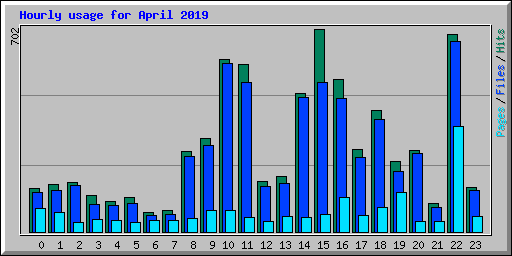 Hourly usage for April 2019
702
Pages / Files / Hits
0 1 2 3 4 5 6 7 8 9 10 11 12 13 14 15 16 17 18 19 20 21 22 23